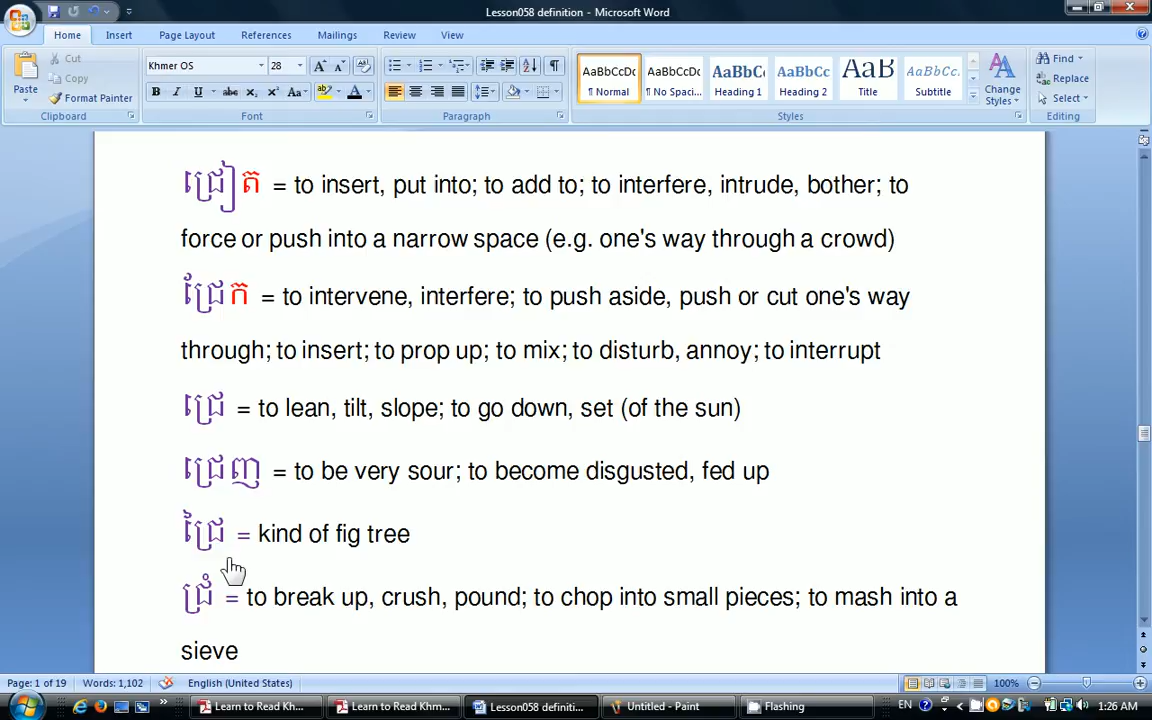 Lesson058 definition - Microsoft Word
Home Insert Page Layout References Mailings Review View
Paste Cut Copy Format Painter
Khmer OS 28
B I U abc x₂ x² Aa
AaBbCcDc AaBbCcDc AaBbC AaBbCc AaB AaBbCc
¶ Normal ¶ No Spaci... Heading 1 Heading 2 Title Subtitle
Change Styles
Find Replace Select
Clipboard Font Paragraph Styles Editing
ជ្រៀត = to insert, put into; to add to; to interfere, intrude, bother; to
force or push into a narrow space (e.g. one's way through a crowd)
ជ្រែក = to intervene, interfere; to push aside, push or cut one's way
through; to insert; to prop up; to mix; to disturb, annoy; to interrupt
ជ្រេ = to lean, tilt, slope; to go down, set (of the sun)
ជ្រេញ = to be very sour; to become disgusted, fed up
ជ្រៃ = kind of fig tree
ជ្រំ = to break up, crush, pound; to chop into small pieces; to mash into a
sieve
Page: 1 of 19 Words: 1,102 English (United States) 100%
Learn to Read Kh... Learn to Read Khm... Lesson058 definiti... Untitled - Paint Flashing EN 1:26 AM